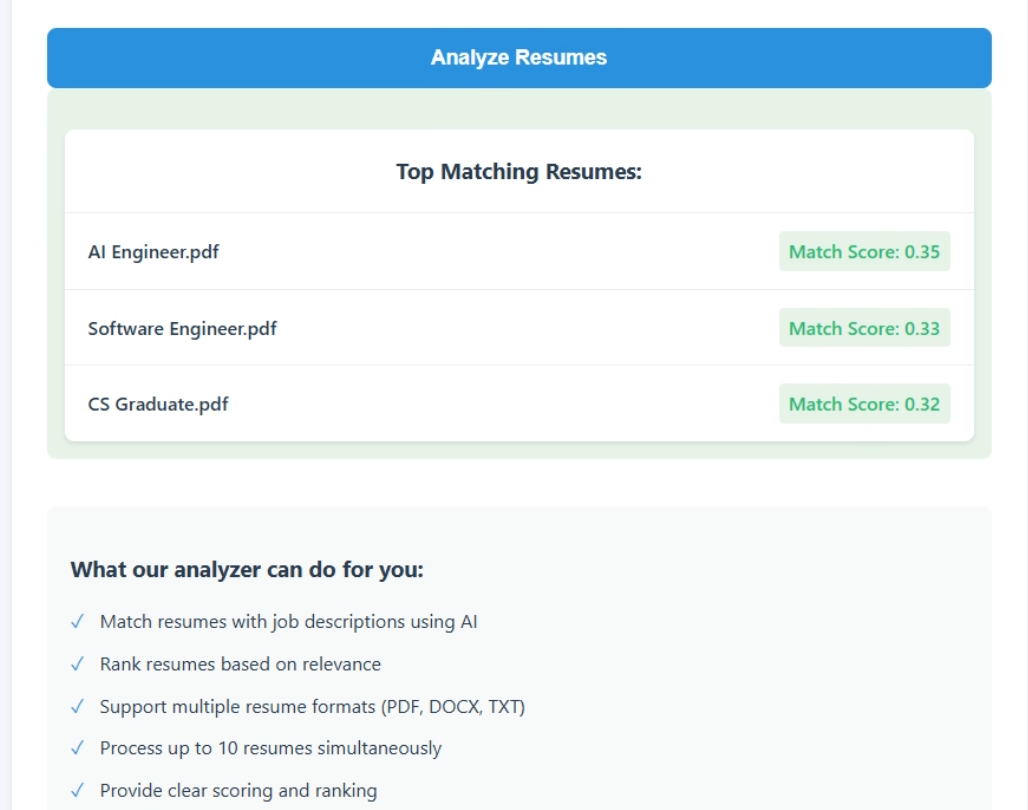 Analyze Resumes
Top Matching Resumes:
AI Engineer.pdf Match Score: 0.35
Software Engineer.pdf Match Score: 0.33
CS Graduate.pdf Match Score: 0.32
What our analyzer can do for you:
✓ Match resumes with job descriptions using AI
✓ Rank resumes based on relevance
✓ Support multiple resume formats (PDF, DOCX, TXT)
✓ Process up to 10 resumes simultaneously
✓ Provide clear scoring and ranking